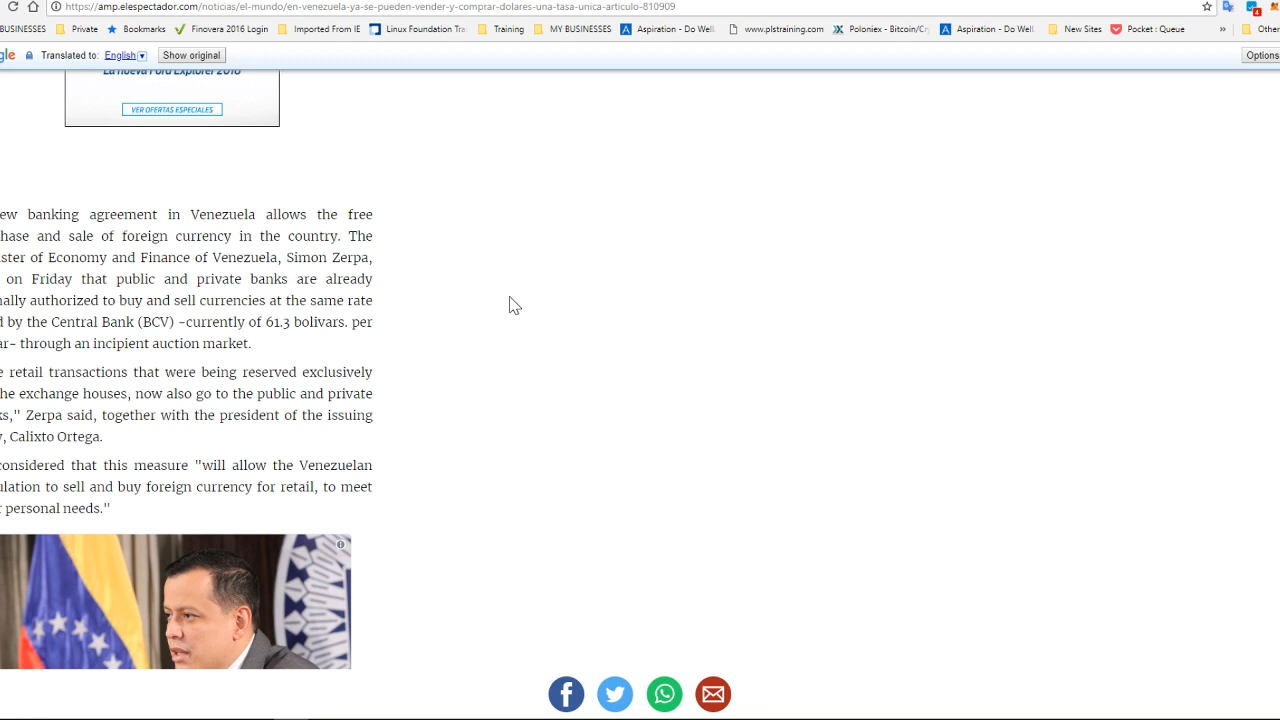 https://amp.elespectador.com/noticias/el-mundo/en-venezuela-ya-se-pueden-vender-y-comprar-dolares-una-tasa-unica-articulo-810909
BUSINESSES Private Bookmarks Finovera 2016 Login Imported From IE Linux Foundation Trai Training MY BUSINESSES Aspiration - Do Well. www.plstraining.com Poloniex - Bitcoin/Cr Aspiration - Do Well. New Sites Pocket : Queue » Other
gle Translated to: English Show original Options
La nueva Ford Explorer 2018
VER OFERTAS ESPECIALES
ew banking agreement in Venezuela allows the free
hase and sale of foreign currency in the country. The
ster of Economy and Finance of Venezuela, Simon Zerpa,
on Friday that public and private banks are already
nally authorized to buy and sell currencies at the same rate
d by the Central Bank (BCV) -currently of 61.3 bolivars. per
ar- through an incipient auction market.
e retail transactions that were being reserved exclusively
he exchange houses, now also go to the public and private
ks," Zerpa said, together with the president of the issuing
y, Calixto Ortega.
considered that this measure "will allow the Venezuelan
ulation to sell and buy foreign currency for retail, to meet
r personal needs."